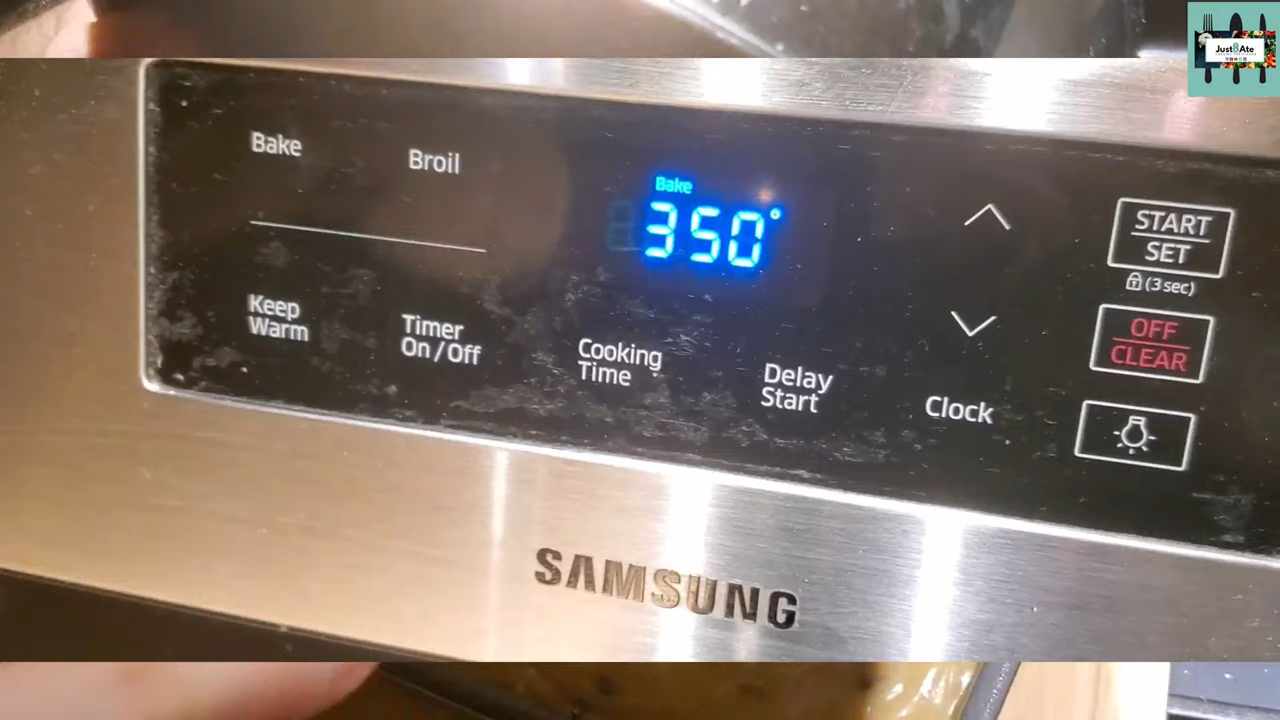 Just8Ate
Bake
Broil
Bake
350°
START
SET
(3 sec)
Keep
Warm
Timer
On / Off
Cooking
Time
Delay
Start
Clock
OFF
CLEAR
SAMSUNG